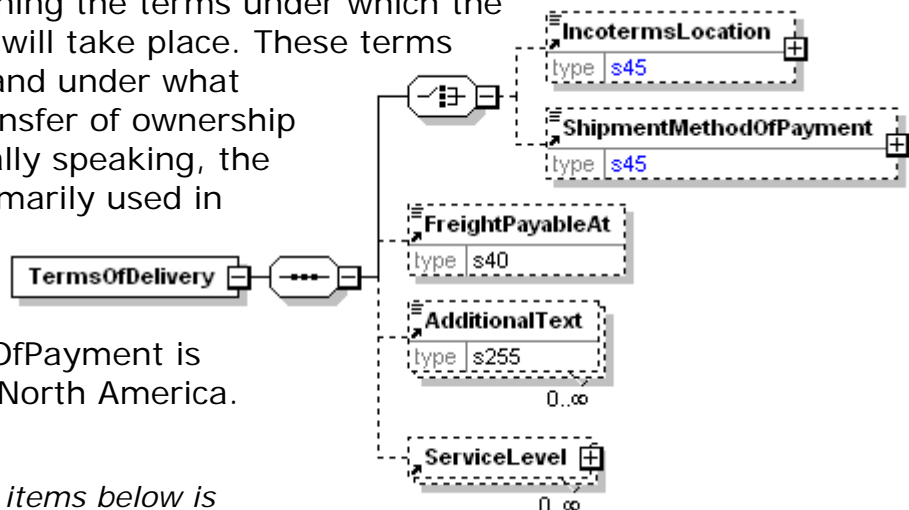 ning the terms under which the
will take place. These terms
and under what
nsfer of ownership
ally speaking, the
marily used in
OfPayment is
North America.
items below is
TermsOfDelivery
IncotermsLocation
type s45
ShipmentMethodOfPayment
type s45
FreightPayableAt
type s40
AdditionalText
type s255
0..∞
ServiceLevel
0..∞